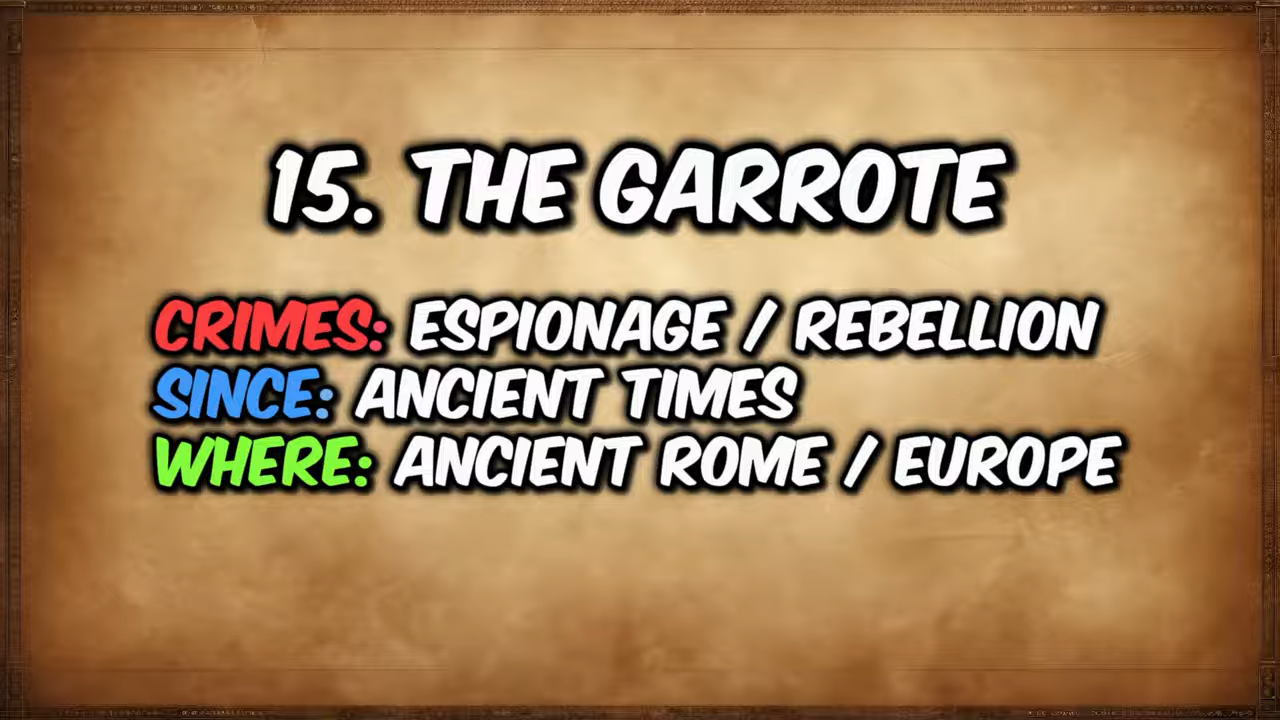 15. THE GARROTE
CRIMES: ESPIONAGE / REBELLION
SINCE: ANCIENT TIMES
WHERE: ANCIENT ROME / EUROPE